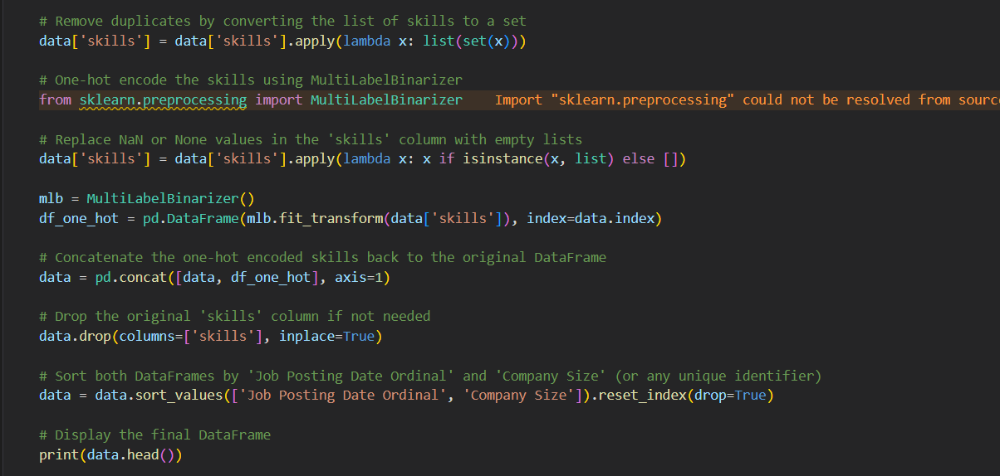 # Remove duplicates by converting the list of skills to a set
data['skills'] = data['skills'].apply(lambda x: list(set(x)))
# One-hot encode the skills using MultiLabelBinarizer
from sklearn.preprocessing import MultiLabelBinarizer    Import "sklearn.preprocessing" could not be resolved from sourc
# Replace NaN or None values in the 'skills' column with empty lists
data['skills'] = data['skills'].apply(lambda x: x if isinstance(x, list) else [])
mlb = MultiLabelBinarizer()
df_one_hot = pd.DataFrame(mlb.fit_transform(data['skills']), index=data.index)
# Concatenate the one-hot encoded skills back to the original DataFrame
data = pd.concat([data, df_one_hot], axis=1)
# Drop the original 'skills' column if not needed
data.drop(columns=['skills'], inplace=True)
# Sort both DataFrames by 'Job Posting Date Ordinal' and 'Company Size' (or any unique identifier)
data = data.sort_values(['Job Posting Date Ordinal', 'Company Size']).reset_index(drop=True)
# Display the final DataFrame
print(data.head())